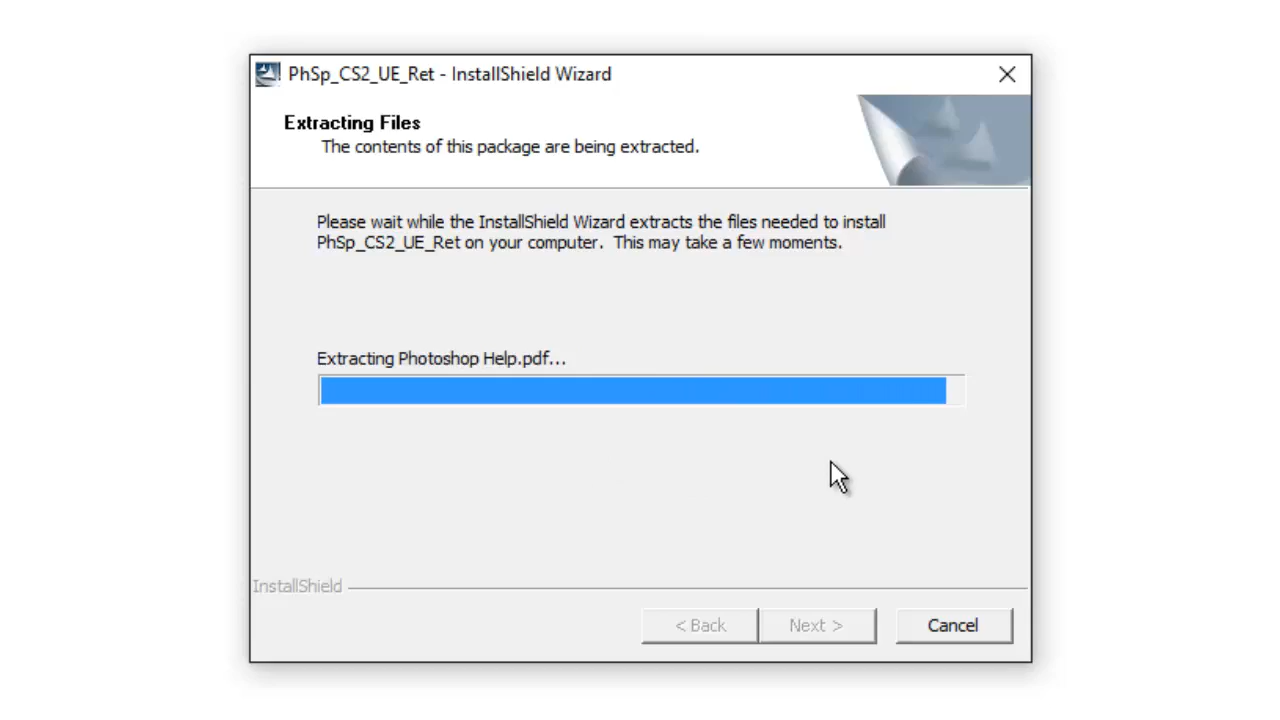 PhSp_CS2_UE_Ret - InstallShield Wizard
Extracting Files
The contents of this package are being extracted.
Please wait while the InstallShield Wizard extracts the files needed to install
PhSp_CS2_UE_Ret on your computer.  This may take a few moments.
Extracting Photoshop Help.pdf...
InstallShield
< Back
Next >
Cancel